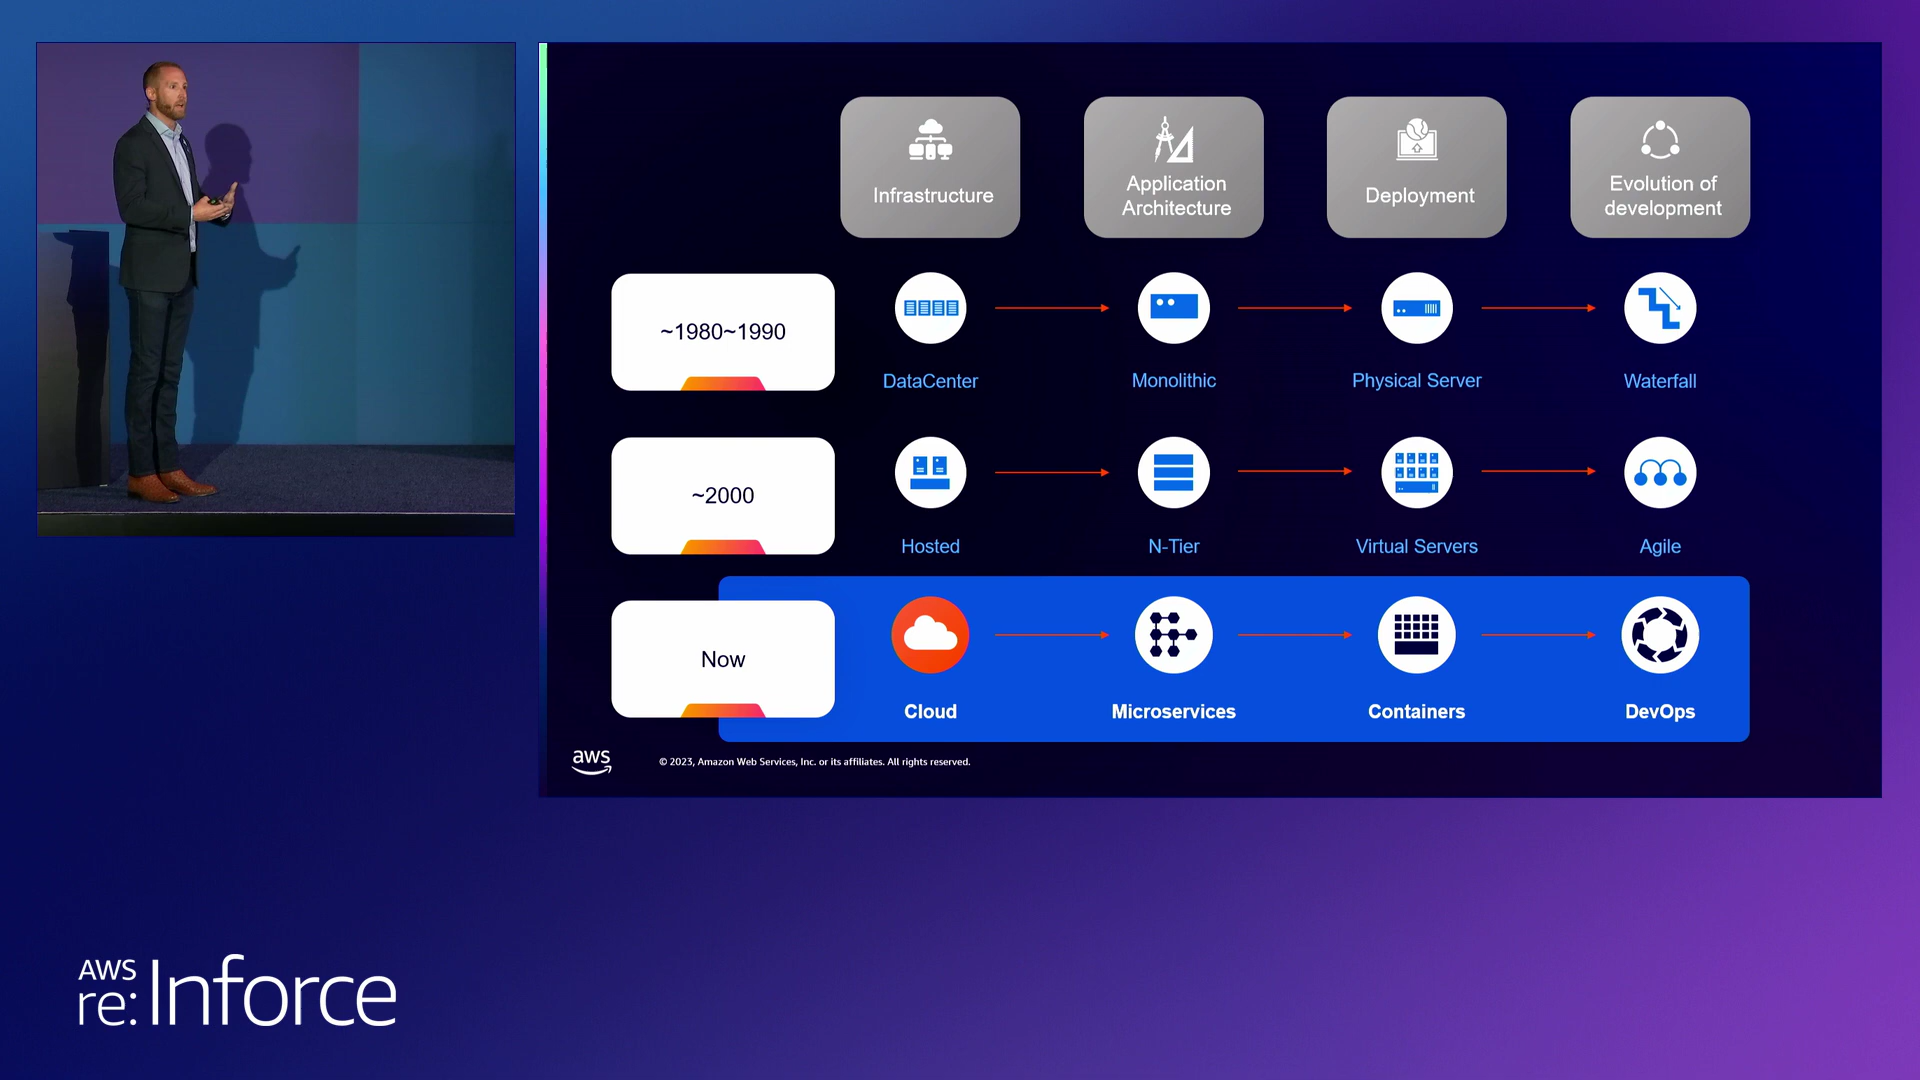 Infrastructure
Application
Architecture
Deployment
Evolution of
development
~1980~1990
DataCenter
Monolithic
Physical Server
Waterfall
~2000
Hosted
N-Tier
Virtual Servers
Agile
Now
Cloud
Microservices
Containers
DevOps
aws
© 2023, Amazon Web Services, Inc. or its affiliates. All rights reserved.
AWS
re:Inforce